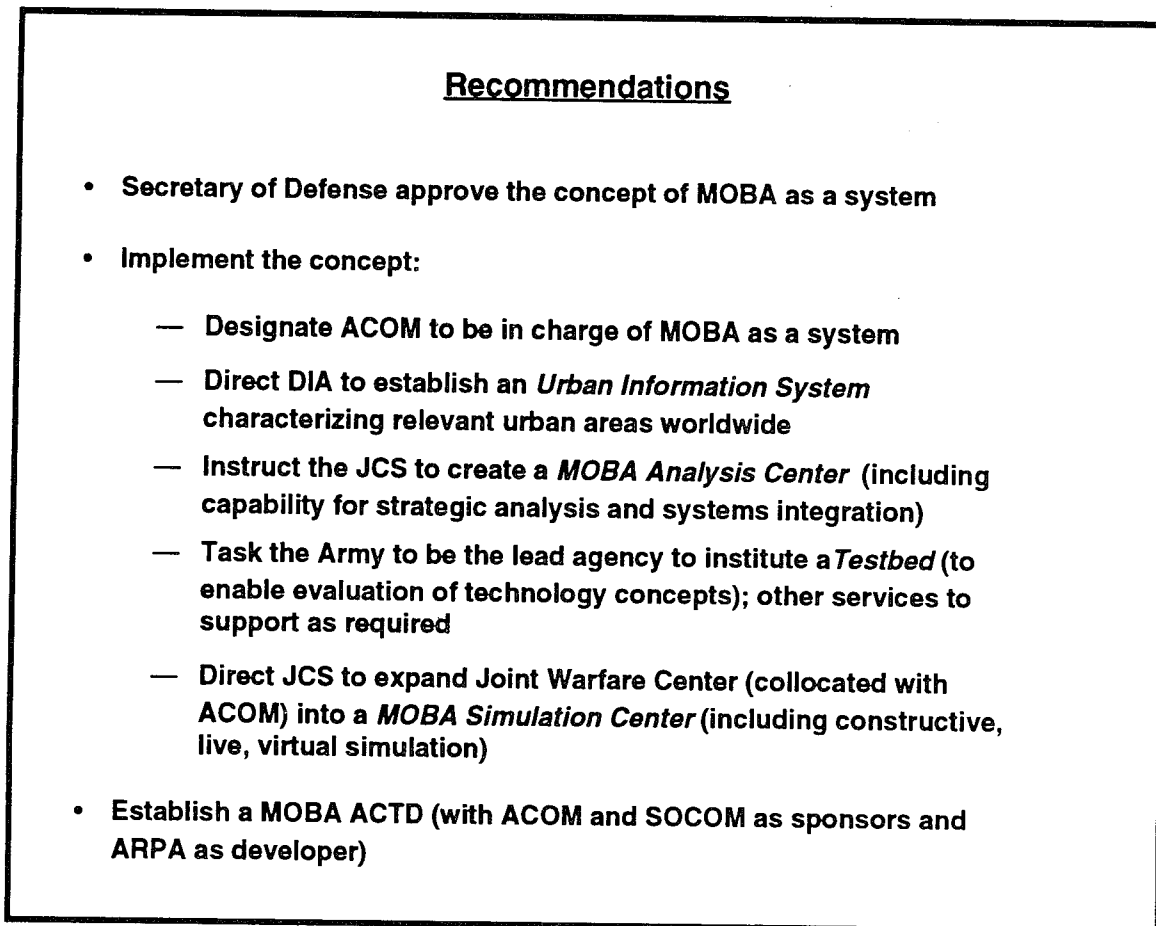 Recommendations
• Secretary of Defense approve the concept of MOBA as a system
• Implement the concept:
— Designate ACOM to be in charge of MOBA as a system
— Direct DIA to establish an Urban Information System
characterizing relevant urban areas worldwide
— Instruct the JCS to create a MOBA Analysis Center (including
capability for strategic analysis and systems integration)
— Task the Army to be the lead agency to institute a Testbed (to
enable evaluation of technology concepts); other services to
support as required
— Direct JCS to expand Joint Warfare Center (collocated with
ACOM) into a MOBA Simulation Center (including constructive,
live, virtual simulation)
• Establish a MOBA ACTD (with ACOM and SOCOM as sponsors and
ARPA as developer)